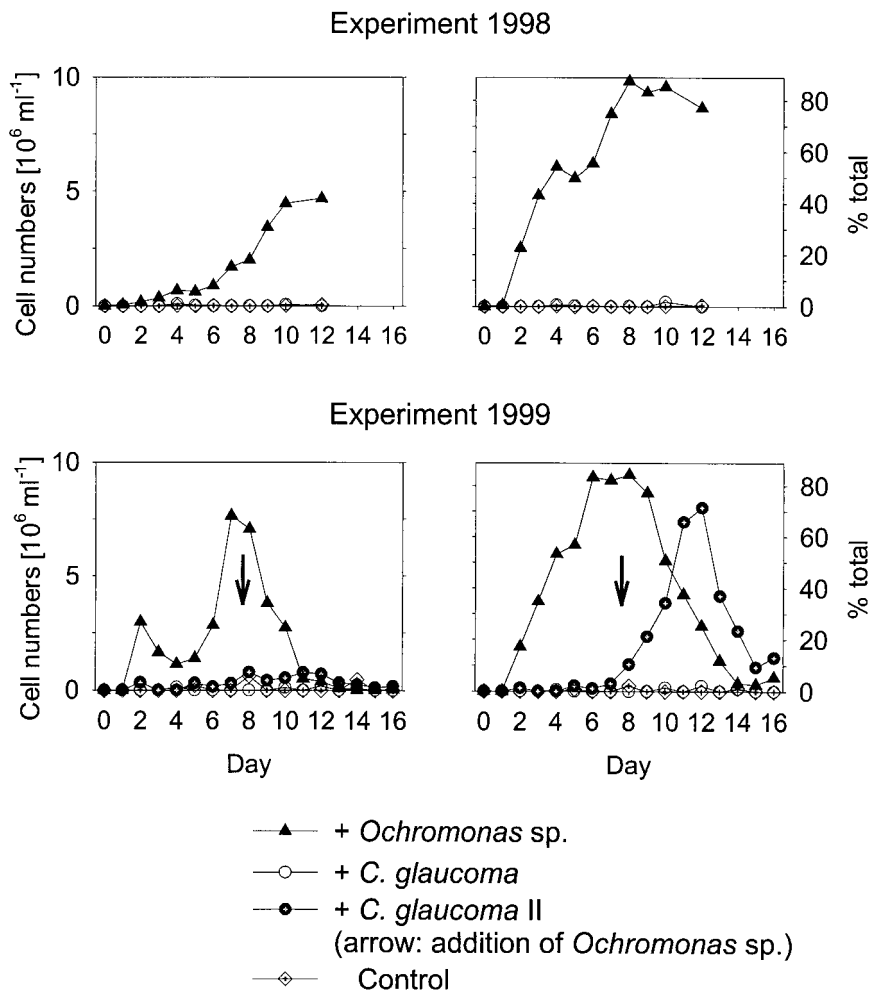 Experiment 1998
Cell numbers [10⁶ ml⁻¹]
10
5
0
0 2 4 6 8 10 12 14 16
80
60
40
20
0
% total
0 2 4 6 8 10 12 14 16
Experiment 1999
Cell numbers [10⁶ ml⁻¹]
10
5
0
0 2 4 6 8 10 12 14 16
Day
80
60
40
20
0
% total
0 2 4 6 8 10 12 14 16
Day
+ Ochromonas sp.
+ C. glaucoma
+ C. glaucoma II
(arrow: addition of Ochromonas sp.)
Control